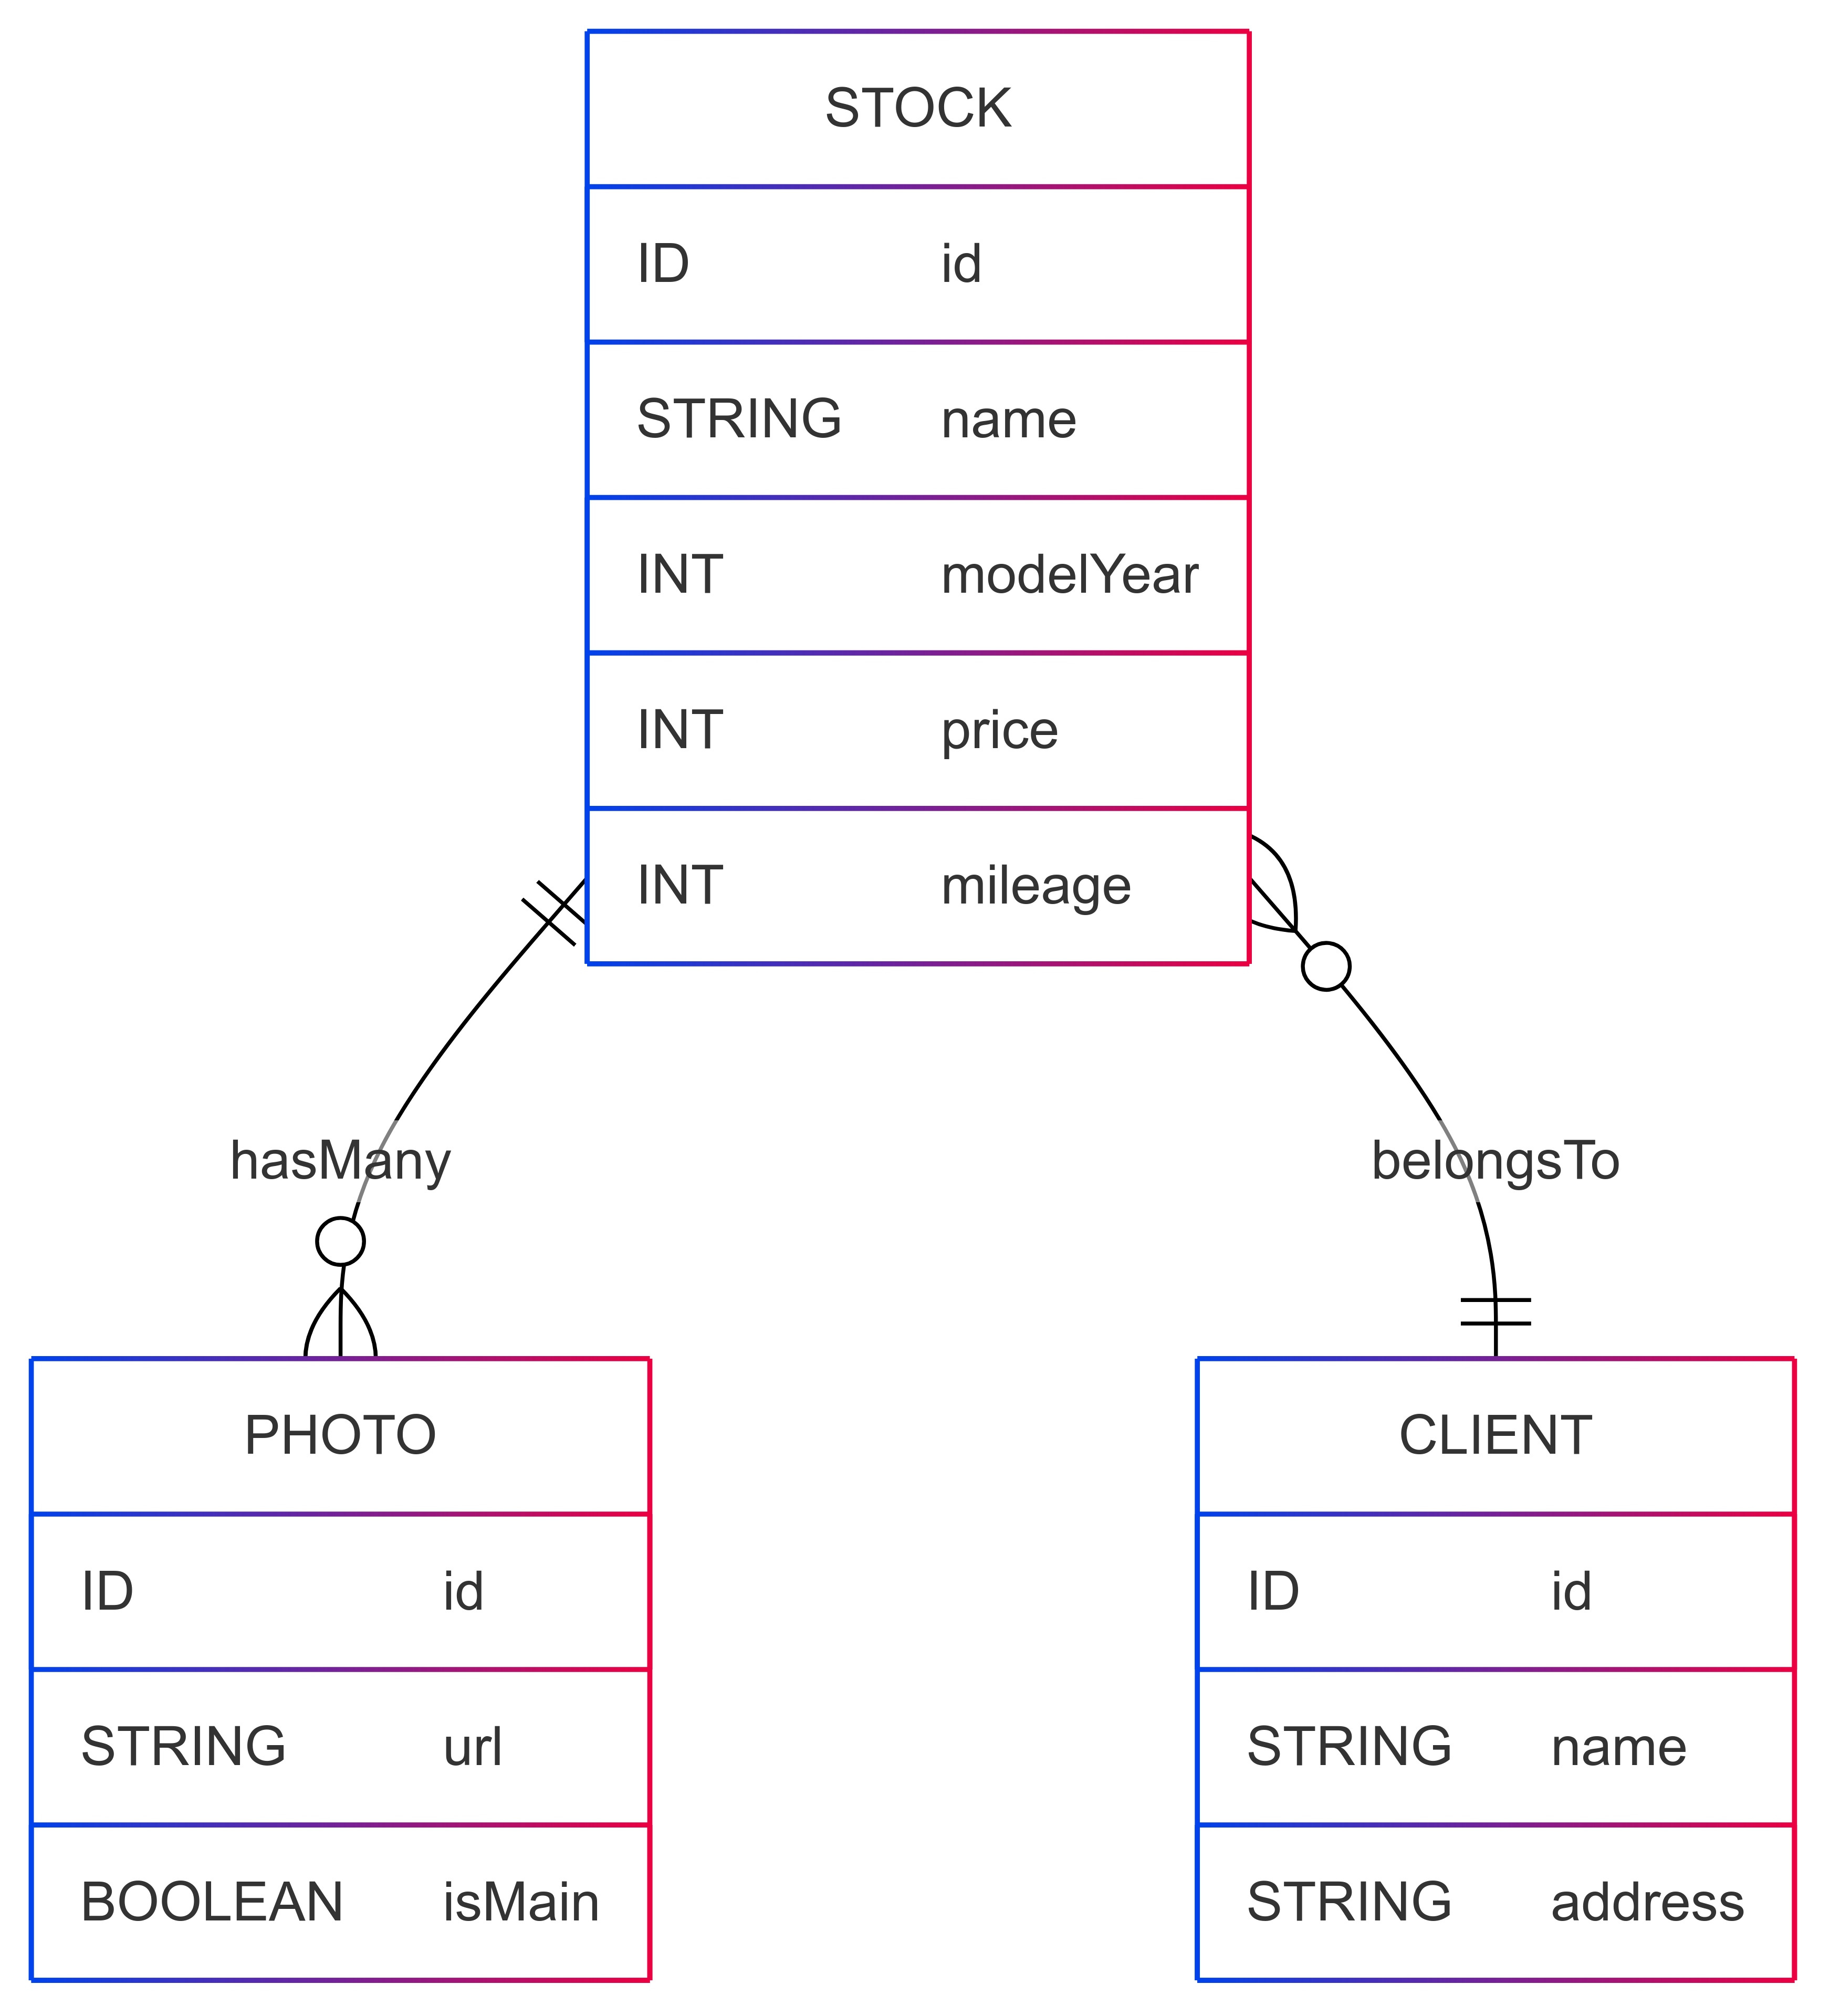 STOCK
ID id
STRING name
INT modelYear
INT price
INT mileage
hasMany
belongsTo
PHOTO
ID id
STRING url
BOOLEAN isMain
CLIENT
ID id
STRING name
STRING address